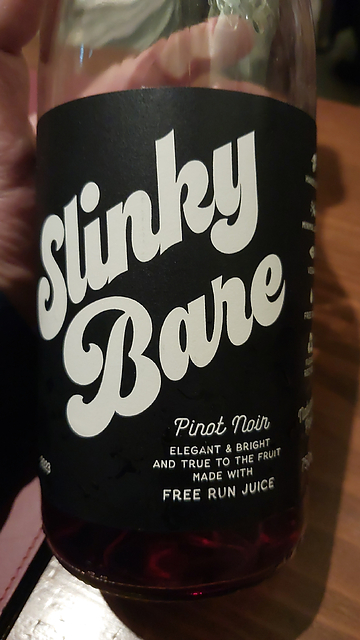 Slinky
Bare
Pinot Noir
ELEGANT & BRIGHT
AND TRUE TO THE FRUIT
MADE WITH
FREE RUN JUICE